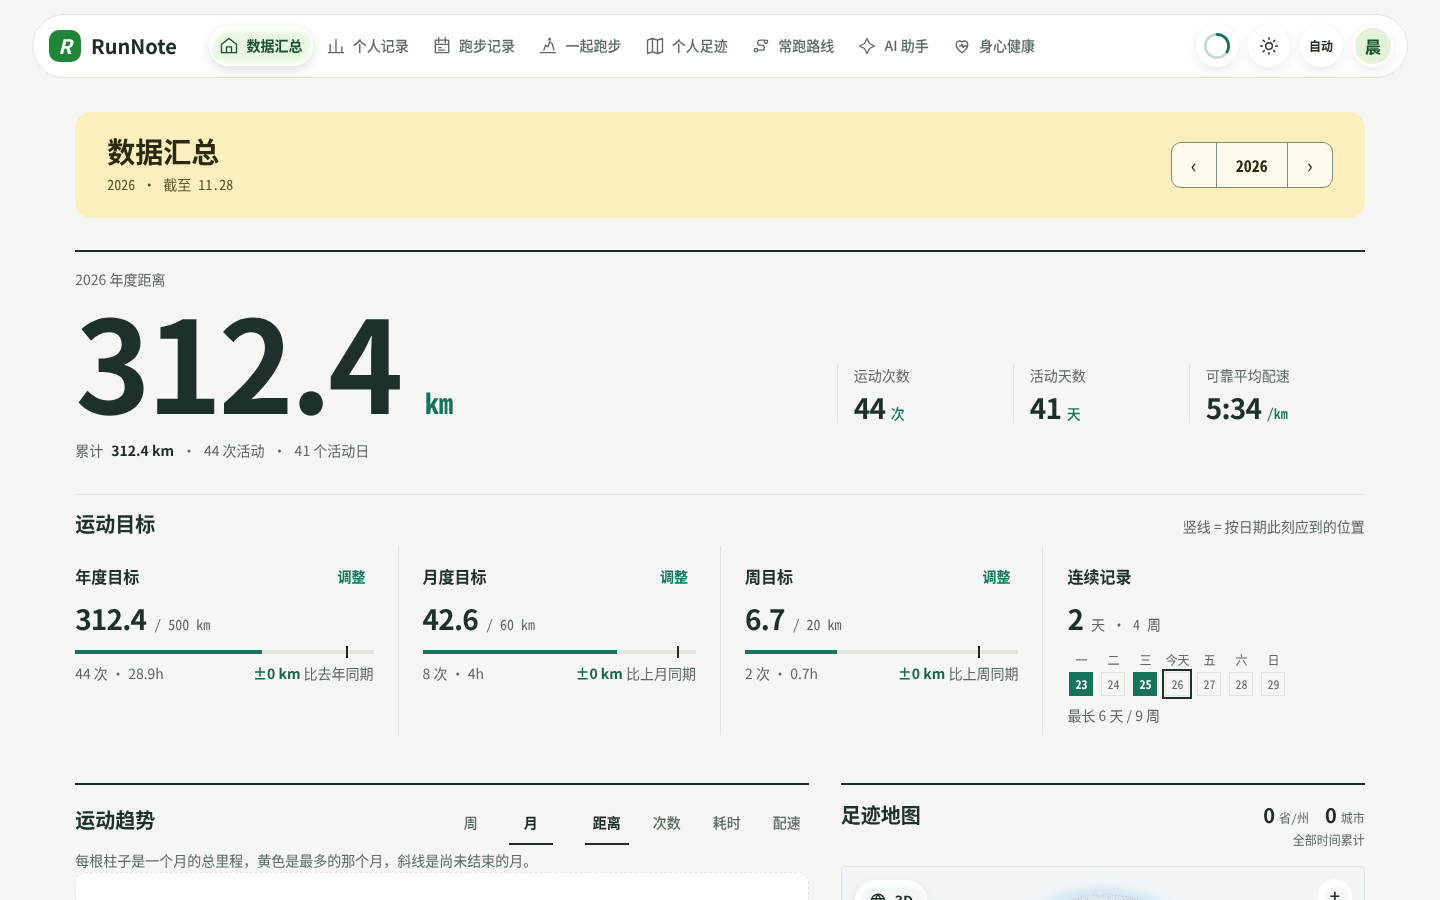 R RunNote 数据汇总 个人记录 跑步记录 一起跑步 个人足迹 常跑路线 AI 助手 身心健康 自动 晨
数据汇总
2026 · 截至 11.28
‹ 2026 ›
2026 年度距离
312.4 km
运动次数 活动天数 可靠平均配速
44 次 41 天 5:34 /km
累计 312.4 km · 44 次活动 · 41 个活动日
运动目标 竖线 = 按日期此刻应到的位置
年度目标 调整
312.4 / 500 km
44 次 · 28.9h ±0 km 比去年同期
月度目标 调整
42.6 / 60 km
8 次 · 4h ±0 km 比上月同期
周目标 调整
6.7 / 20 km
2 次 · 0.7h ±0 km 比上周同期
连续记录
2 天 · 4 周
一 二 三 今天 五 六 日
23 24 25 26 27 28 29
最长 6 天 / 9 周
运动趋势 周 月 距离 次数 耗时 配速
每根柱子是一个月的总里程，黄色是最多的那个月，斜线是尚未结束的月。
足迹地图 0 省/州 0 城市
全部时间累计
3D +